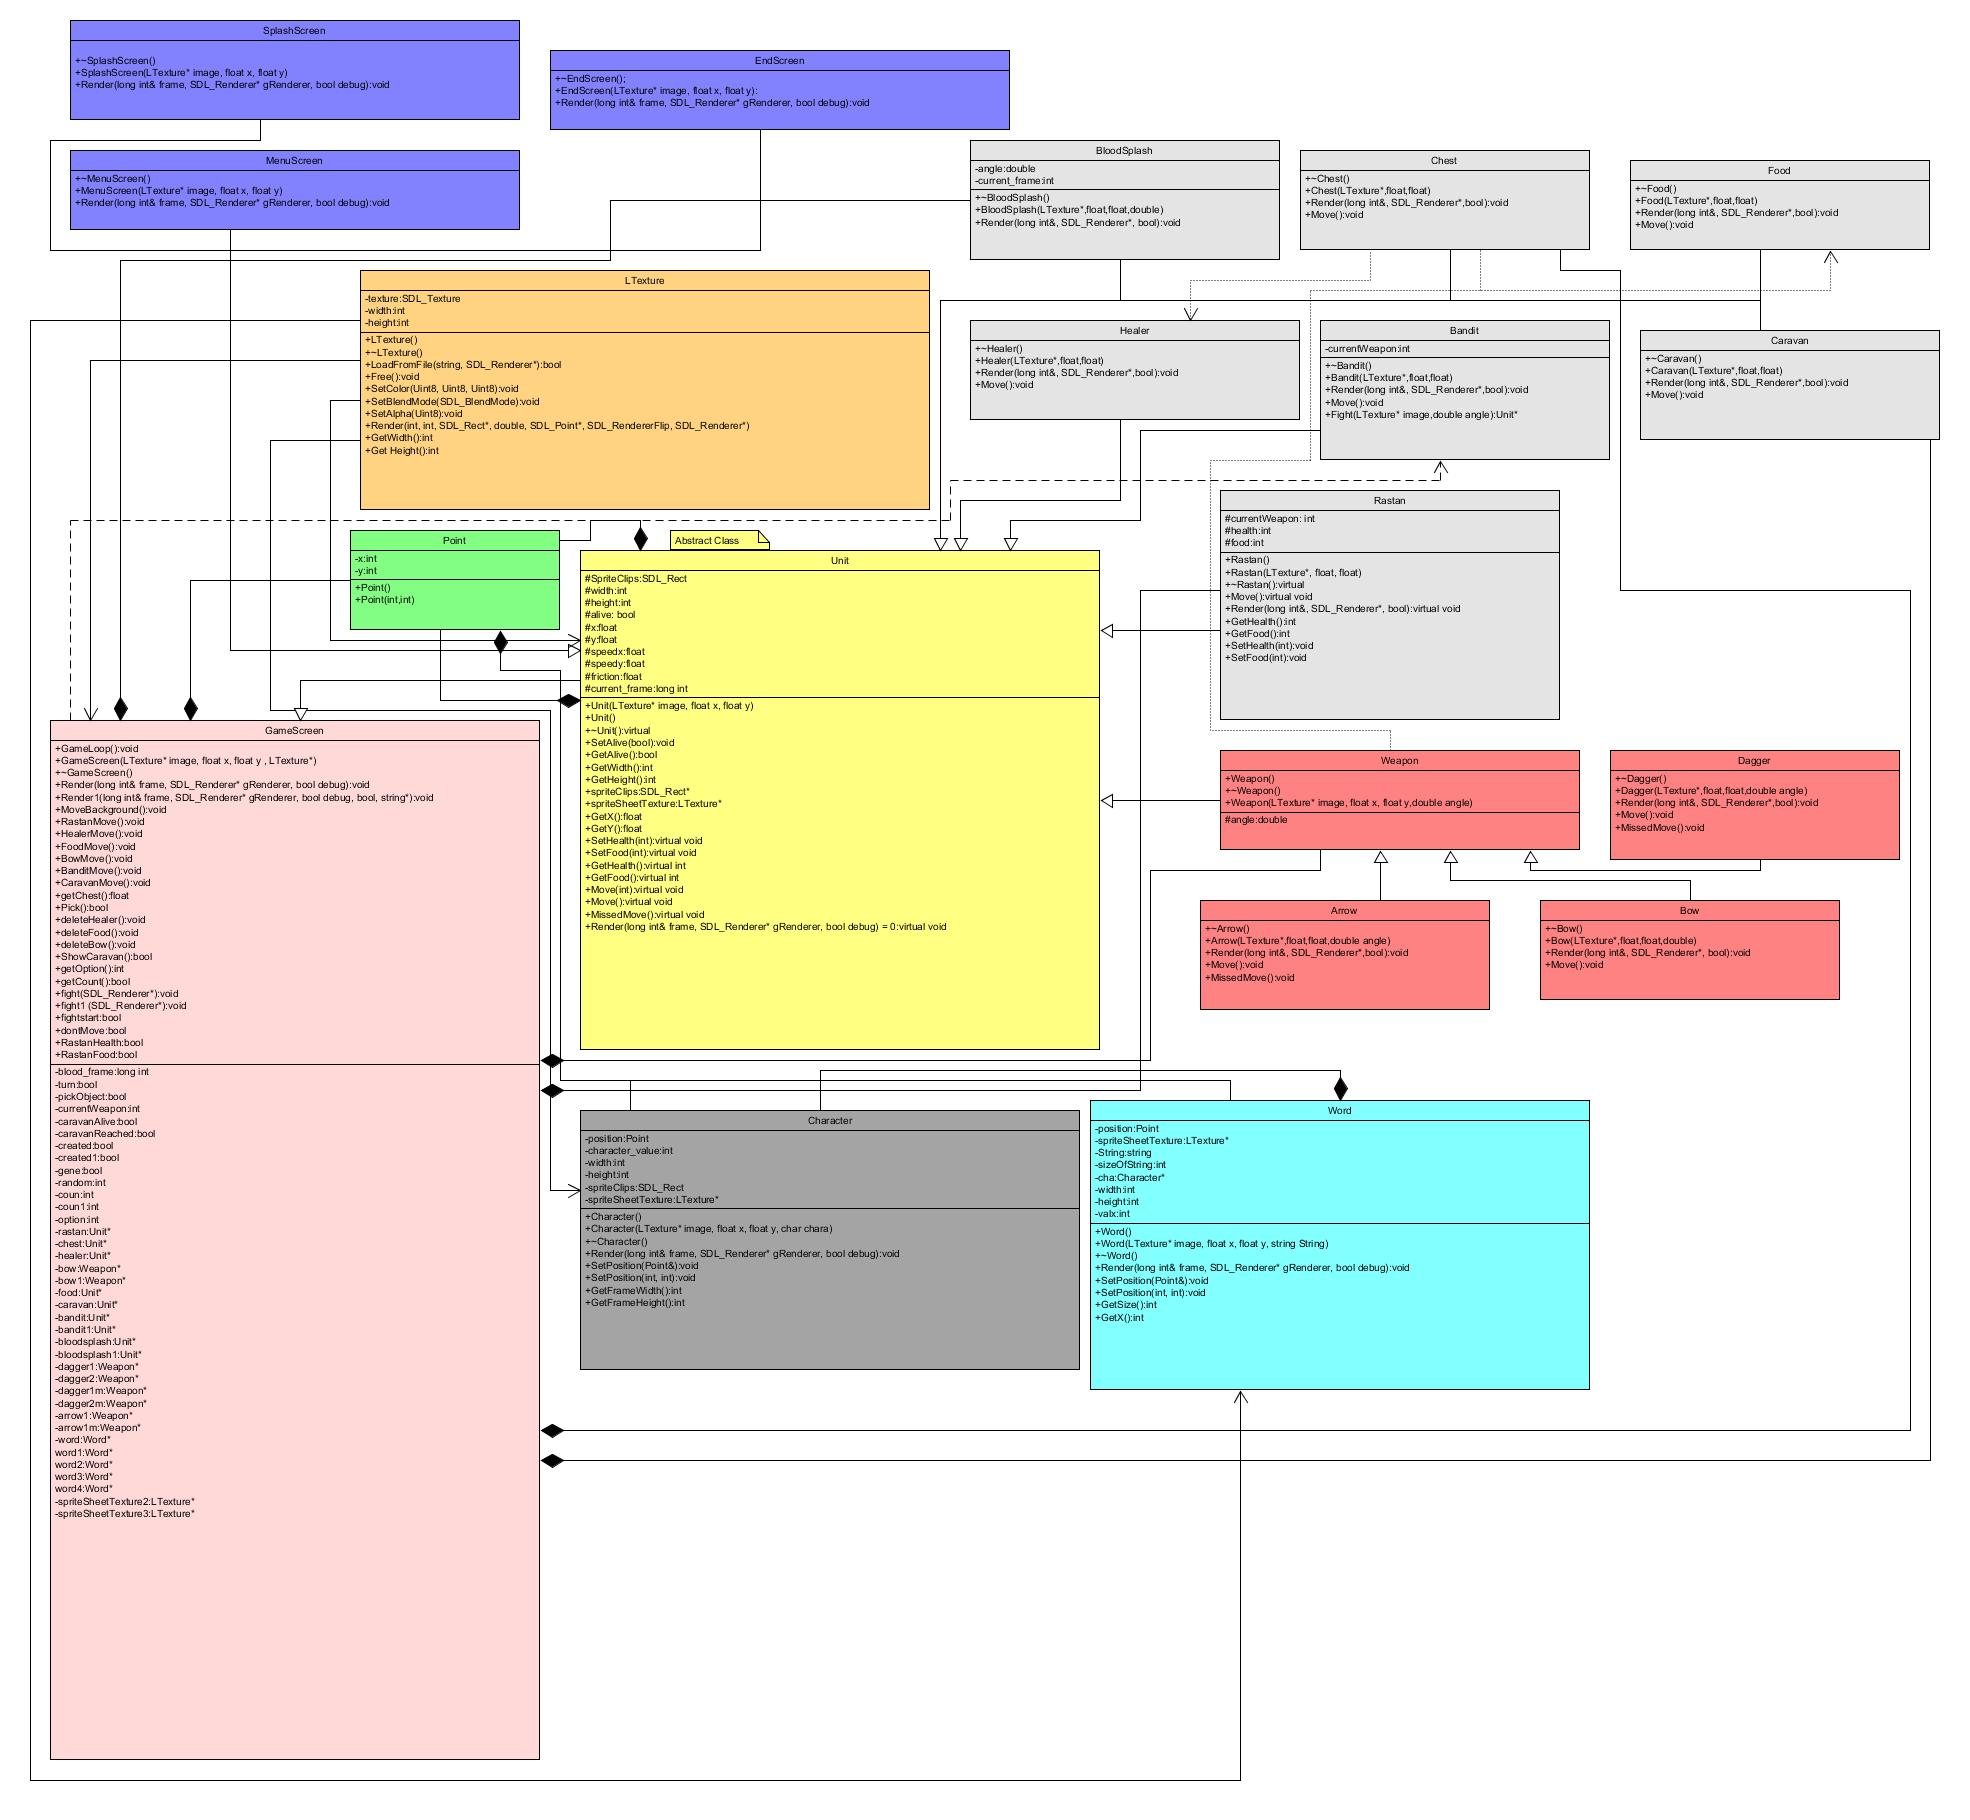 SplashScreen
+~SplashScreen()
+SplashScreen(LTexture* image, float x, float y)
+Render(long int& frame, SDL_Renderer* gRenderer, bool debug):void
EndScreen
+~EndScreen();
+EndScreen(LTexture* image, float x, float y):
+Render(long int& frame, SDL_Renderer* gRenderer, bool debug):void
MenuScreen
+~MenuScreen()
+MenuScreen(LTexture* image, float x, float y)
+Render(long int& frame, SDL_Renderer* gRenderer, bool debug):void
BloodSplash
-angle:double
-current_frame:int
+~BloodSplash()
+BloodSplash(LTexture*,float,float,double)
+Render(long int&, SDL_Renderer*, bool):void
Chest
+~Chest()
+Chest(LTexture*,float,float)
+Render(long int&, SDL_Renderer*,bool):void
+Move():void
Food
+~Food()
+Food(LTexture*,float,float)
+Render(long int&, SDL_Renderer*,bool):void
+Move():void
LTexture
-texture:SDL_Texture
-width:int
-height:int
+LTexture()
+~LTexture()
+LoadFromFile(string, SDL_Renderer*):bool
+Free():void
+SetColor(Uint8, Uint8, Uint8):void
+SetBlendMode(SDL_BlendMode):void
+SetAlpha(Uint8):void
+Render(int, int, SDL_Rect*, double, SDL_Point*, SDL_RendererFlip, SDL_Renderer*)
+GetWidth():int
+Get Height():int
Healer
+~Healer()
+Healer(LTexture*,float,float)
+Render(long int&, SDL_Renderer*,bool):void
+Move():void
Bandit
-currentWeapon:int
+~Bandit()
+Bandit(LTexture*,float,float)
+Render(long int&, SDL_Renderer*,bool):void
+Move():void
+Fight(LTexture* image,double angle):Unit*
Caravan
+~Caravan()
+Caravan(LTexture*,float,float)
+Render(long int&, SDL_Renderer*,bool):void
+Move():void
Point
-x:int
-y:int
+Point()
+Point(int,int)
Abstract Class
Unit
#SpriteClips:SDL_Rect
#width:int
#height:int
#alive: bool
#x:float
#y:float
#speedx:float
#speedy:float
#friction:float
#current_frame:long int
+Unit(LTexture* image, float x, float y)
+Unit()
+~Unit():virtual
+SetAlive(bool):void
+GetAlive():bool
+GetWidth():int
+GetHeight():int
+spriteClips:SDL_Rect*
+spriteSheetTexture:LTexture*
+GetX():float
+GetY():float
+SetHealth(int):virtual void
+SetFood(int):virtual void
+GetHealth():virtual int
+GetFood():virtual int
+Move(int):virtual void
+Move():virtual void
+MissedMove():virtual void
+Render(long int& frame, SDL_Renderer* gRenderer, bool debug) = 0:virtual void
Rastan
#currentWeapon: int
#health:int
#food:int
+Rastan()
+Rastan(LTexture*, float, float)
+~Rastan():virtual
+Move():virtual void
+Render(long int&, SDL_Renderer*, bool):virtual void
+GetHealth():int
+GetFood():int
+SetHealth(int):void
+SetFood(int):void
GameScreen
+GameLoop():void
+GameScreen(LTexture* image, float x, float y , LTexture*)
+~GameScreen()
+Render(long int& frame, SDL_Renderer* gRenderer, bool debug):void
+Render1(long int& frame, SDL_Renderer* gRenderer, bool debug, bool, string*):void
+MoveBackground():void
+RastanMove():void
+HealerMove():void
+FoodMove():void
+BowMove():void
+BanditMove():void
+CaravanMove():void
+getChest():float
+Pick():bool
+deleteHealer():void
+deleteFood():void
+deleteBow():void
+ShowCaravan():bool
+getOption():int
+getCount():bool
+fight(SDL_Renderer*):void
+fight1 (SDL_Renderer*):void
+fightstart:bool
+dontMove:bool
+RastanHealth:bool
+RastanFood:bool
-blood_frame:long int
-turn:bool
-pickObject:bool
-currentWeapon:int
-caravanAlive:bool
-caravanReached:bool
-created:bool
-created1:bool
-gene:bool
-random:int
-coun:int
-coun1:int
-option:int
-rastan:Unit*
-chest:Unit*
-healer:Unit*
-bow:Weapon*
-bow1:Weapon*
-food:Unit*
-caravan:Unit*
-bandit:Unit*
-bandit1:Unit*
-bloodsplash:Unit*
-bloodsplash1:Unit*
-dagger1:Weapon*
-dagger2:Weapon*
-dagger1m:Weapon*
-dagger2m:Weapon*
-arrow1:Weapon*
-arrow1m:Weapon*
-word:Word*
word1:Word*
word2:Word*
word3:Word*
word4:Word*
-spriteSheetTexture2:LTexture*
-spriteSheetTexture3:LTexture*
Weapon
+Weapon()
+~Weapon()
+Weapon(LTexture* image, float x, float y,double angle)
#angle:double
Dagger
+~Dagger()
+Dagger(LTexture*,float,float,double angle)
+Render(long int&, SDL_Renderer*,bool):void
+Move():void
+MissedMove():void
Arrow
+~Arrow()
+Arrow(LTexture*,float,float,double angle)
+Render(long int&, SDL_Renderer*,bool):void
+Move():void
+MissedMove():void
Bow
+~Bow()
+Bow(LTexture*,float,float,double)
+Render(long int&, SDL_Renderer*, bool):void
+Move():void
Character
-position:Point
-character_value:int
-width:int
-height:int
-spriteClips:SDL_Rect
-spriteSheetTexture:LTexture*
+Character()
+Character(LTexture* image, float x, float y, char chara)
+~Character()
+Render(long int& frame, SDL_Renderer* gRenderer, bool debug):void
+SetPosition(Point&):void
+SetPosition(int, int):void
+GetFrameWidth():int
+GetFrameHeight():int
Word
-position:Point
-spriteSheetTexture:LTexture*
-String:string
-sizeOfString:int
-cha:Character*
-width:int
-height:int
-valx:int
+Word()
+Word(LTexture* image, float x, float y, string String)
+~Word()
+Render(long int& frame, SDL_Renderer* gRenderer, bool debug):void
+SetPosition(Point&):void
+SetPosition(int, int):void
+GetSize():int
+GetX():int